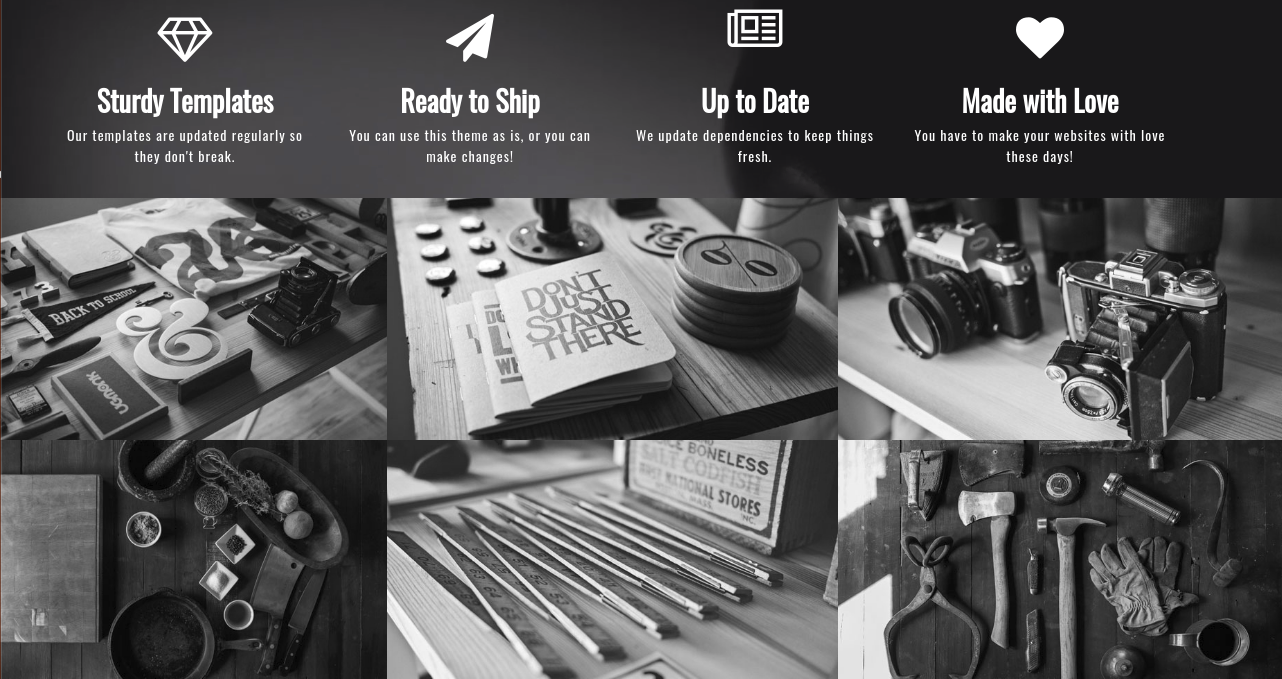 Sturdy Templates
Our templates are updated regularly so
they don't break.
Ready to Ship
You can use this theme as is, or you can
make changes!
Up to Date
We update dependencies to keep things
fresh.
Made with Love
You have to make your websites with love
these days!
BACK TO SCHOOL
&
ugmonk
DON'T
JUST
STAND
THERE
BONELESS
SALT CODFISH
NATIONAL STORES
INC.